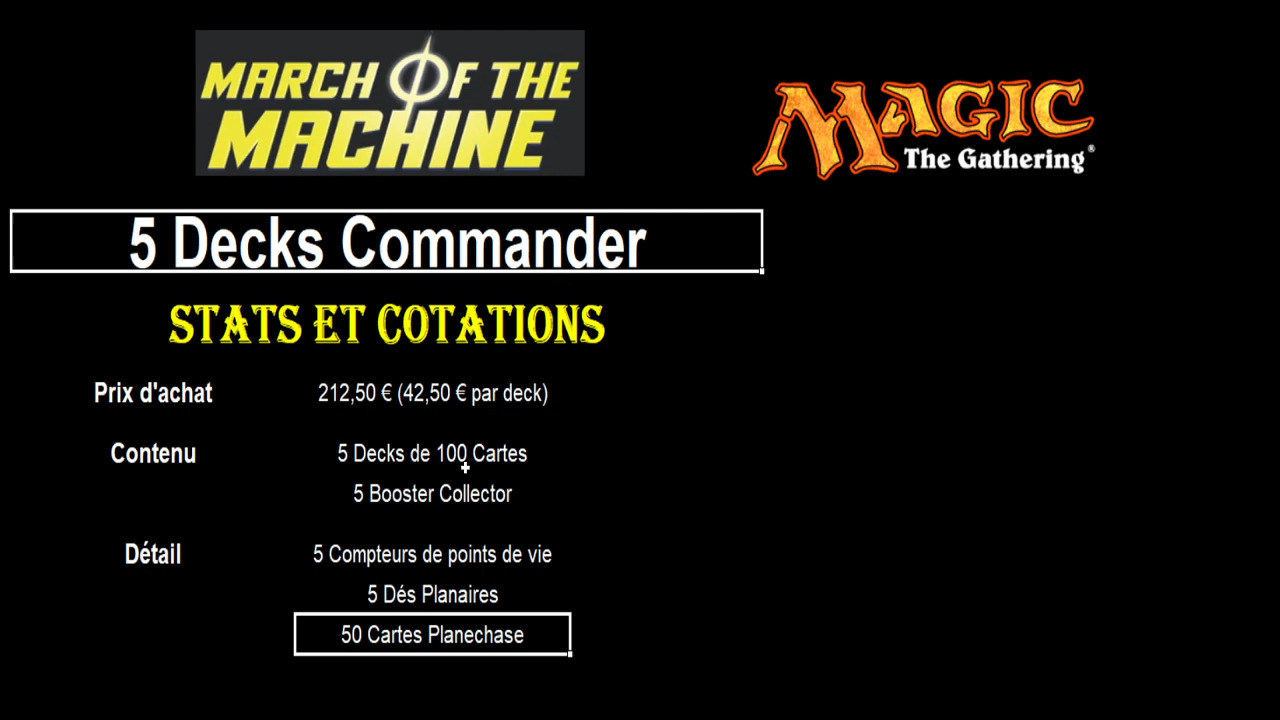 MARCH OF THE
MACHINE
MAGIC
The Gathering®
5 Decks Commander
STATS ET COTATIONS
Prix d'achat 212,50 € (42,50 € par deck)
Contenu 5 Decks de 100 Cartes
5 Booster Collector
Détail 5 Compteurs de points de vie
5 Dés Planaires
50 Cartes Planechase